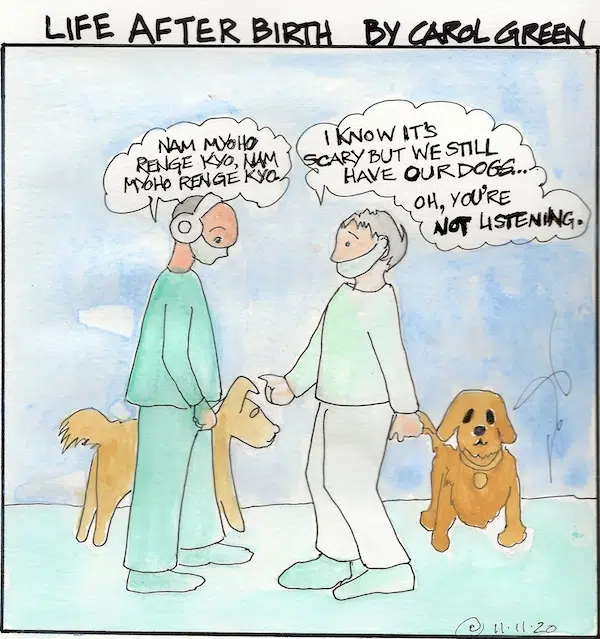 LIFE AFTER BIRTH BY CAROL GREEN
NAM MYOHO
RENGE KYO, NAM
MYOHO RENGE KYO...
I KNOW IT'S
SCARY BUT WE STILL
HAVE OUR DOGS...
OH, YOU'RE
NOT LISTENING.
© 11.11.20